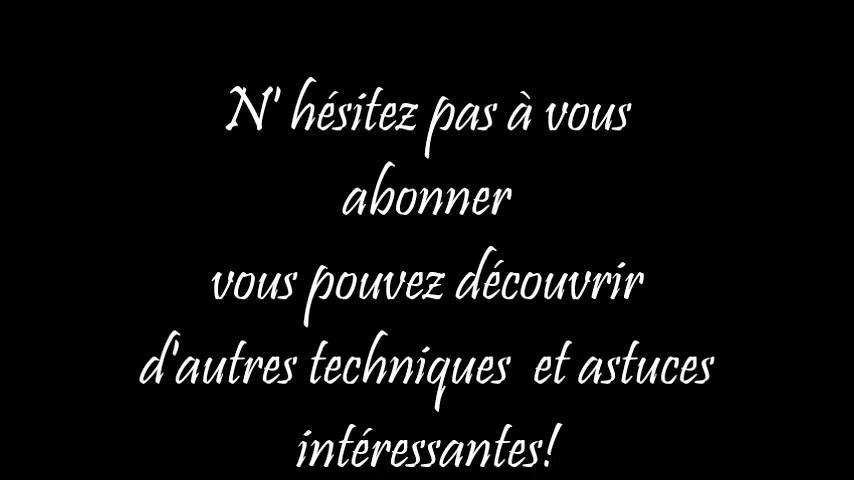 N' hésitez pas à vous
abonner
vous pouvez découvrir
d'autres techniques et astuces
intéressantes!